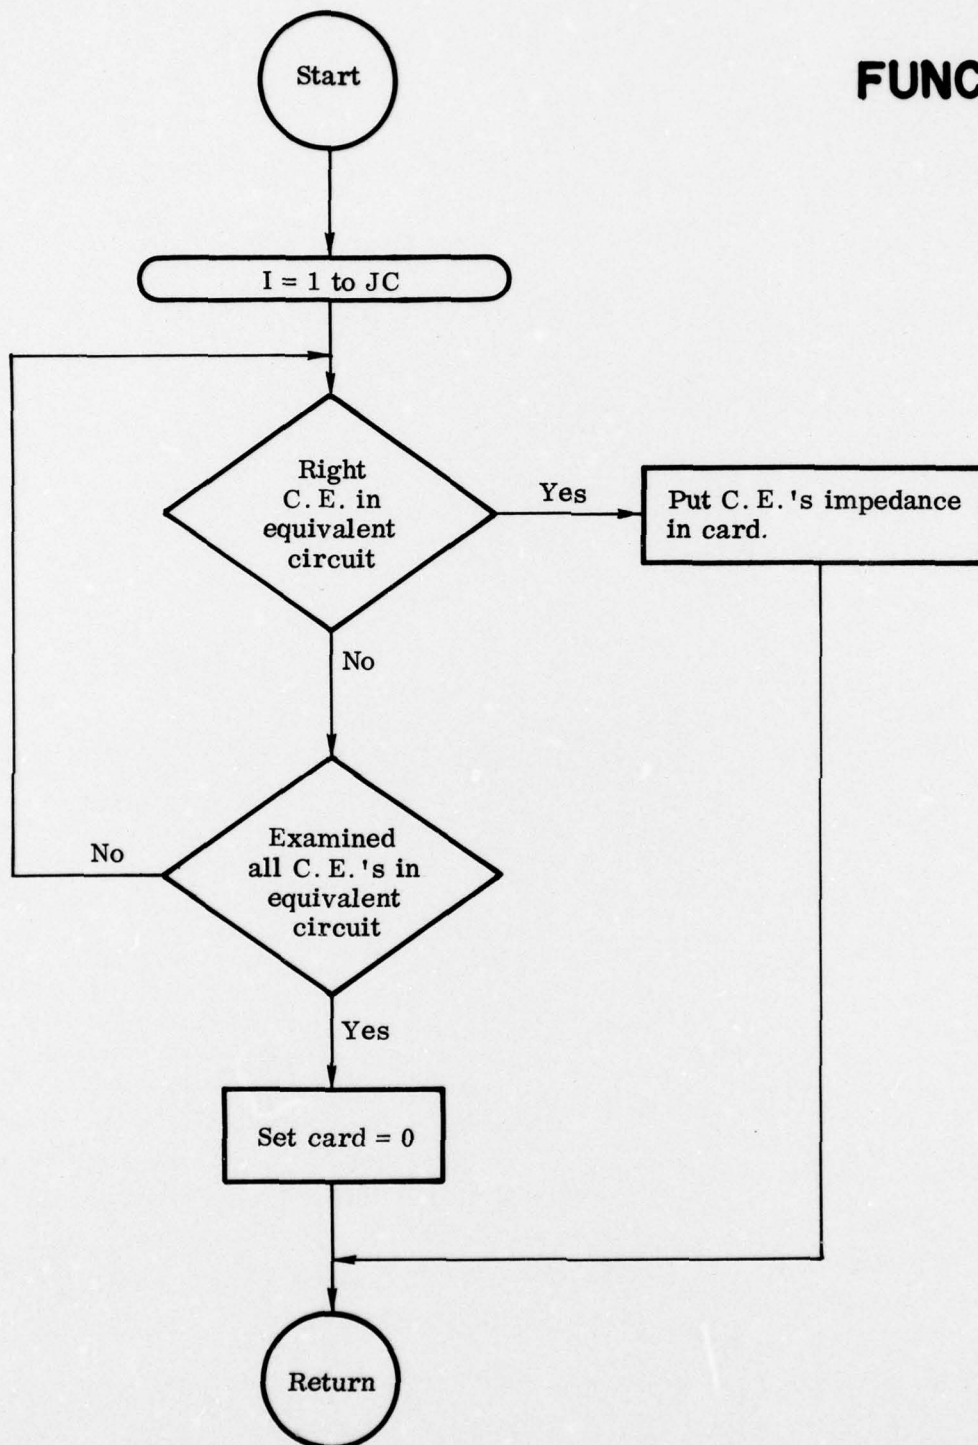 Start
FUNC
I = 1 to JC
Right
C. E. in
equivalent
circuit
Yes
Put C. E.'s impedance
in card.
No
Examined
all C. E.'s in
equivalent
circuit
No
Yes
Set card = 0
Return